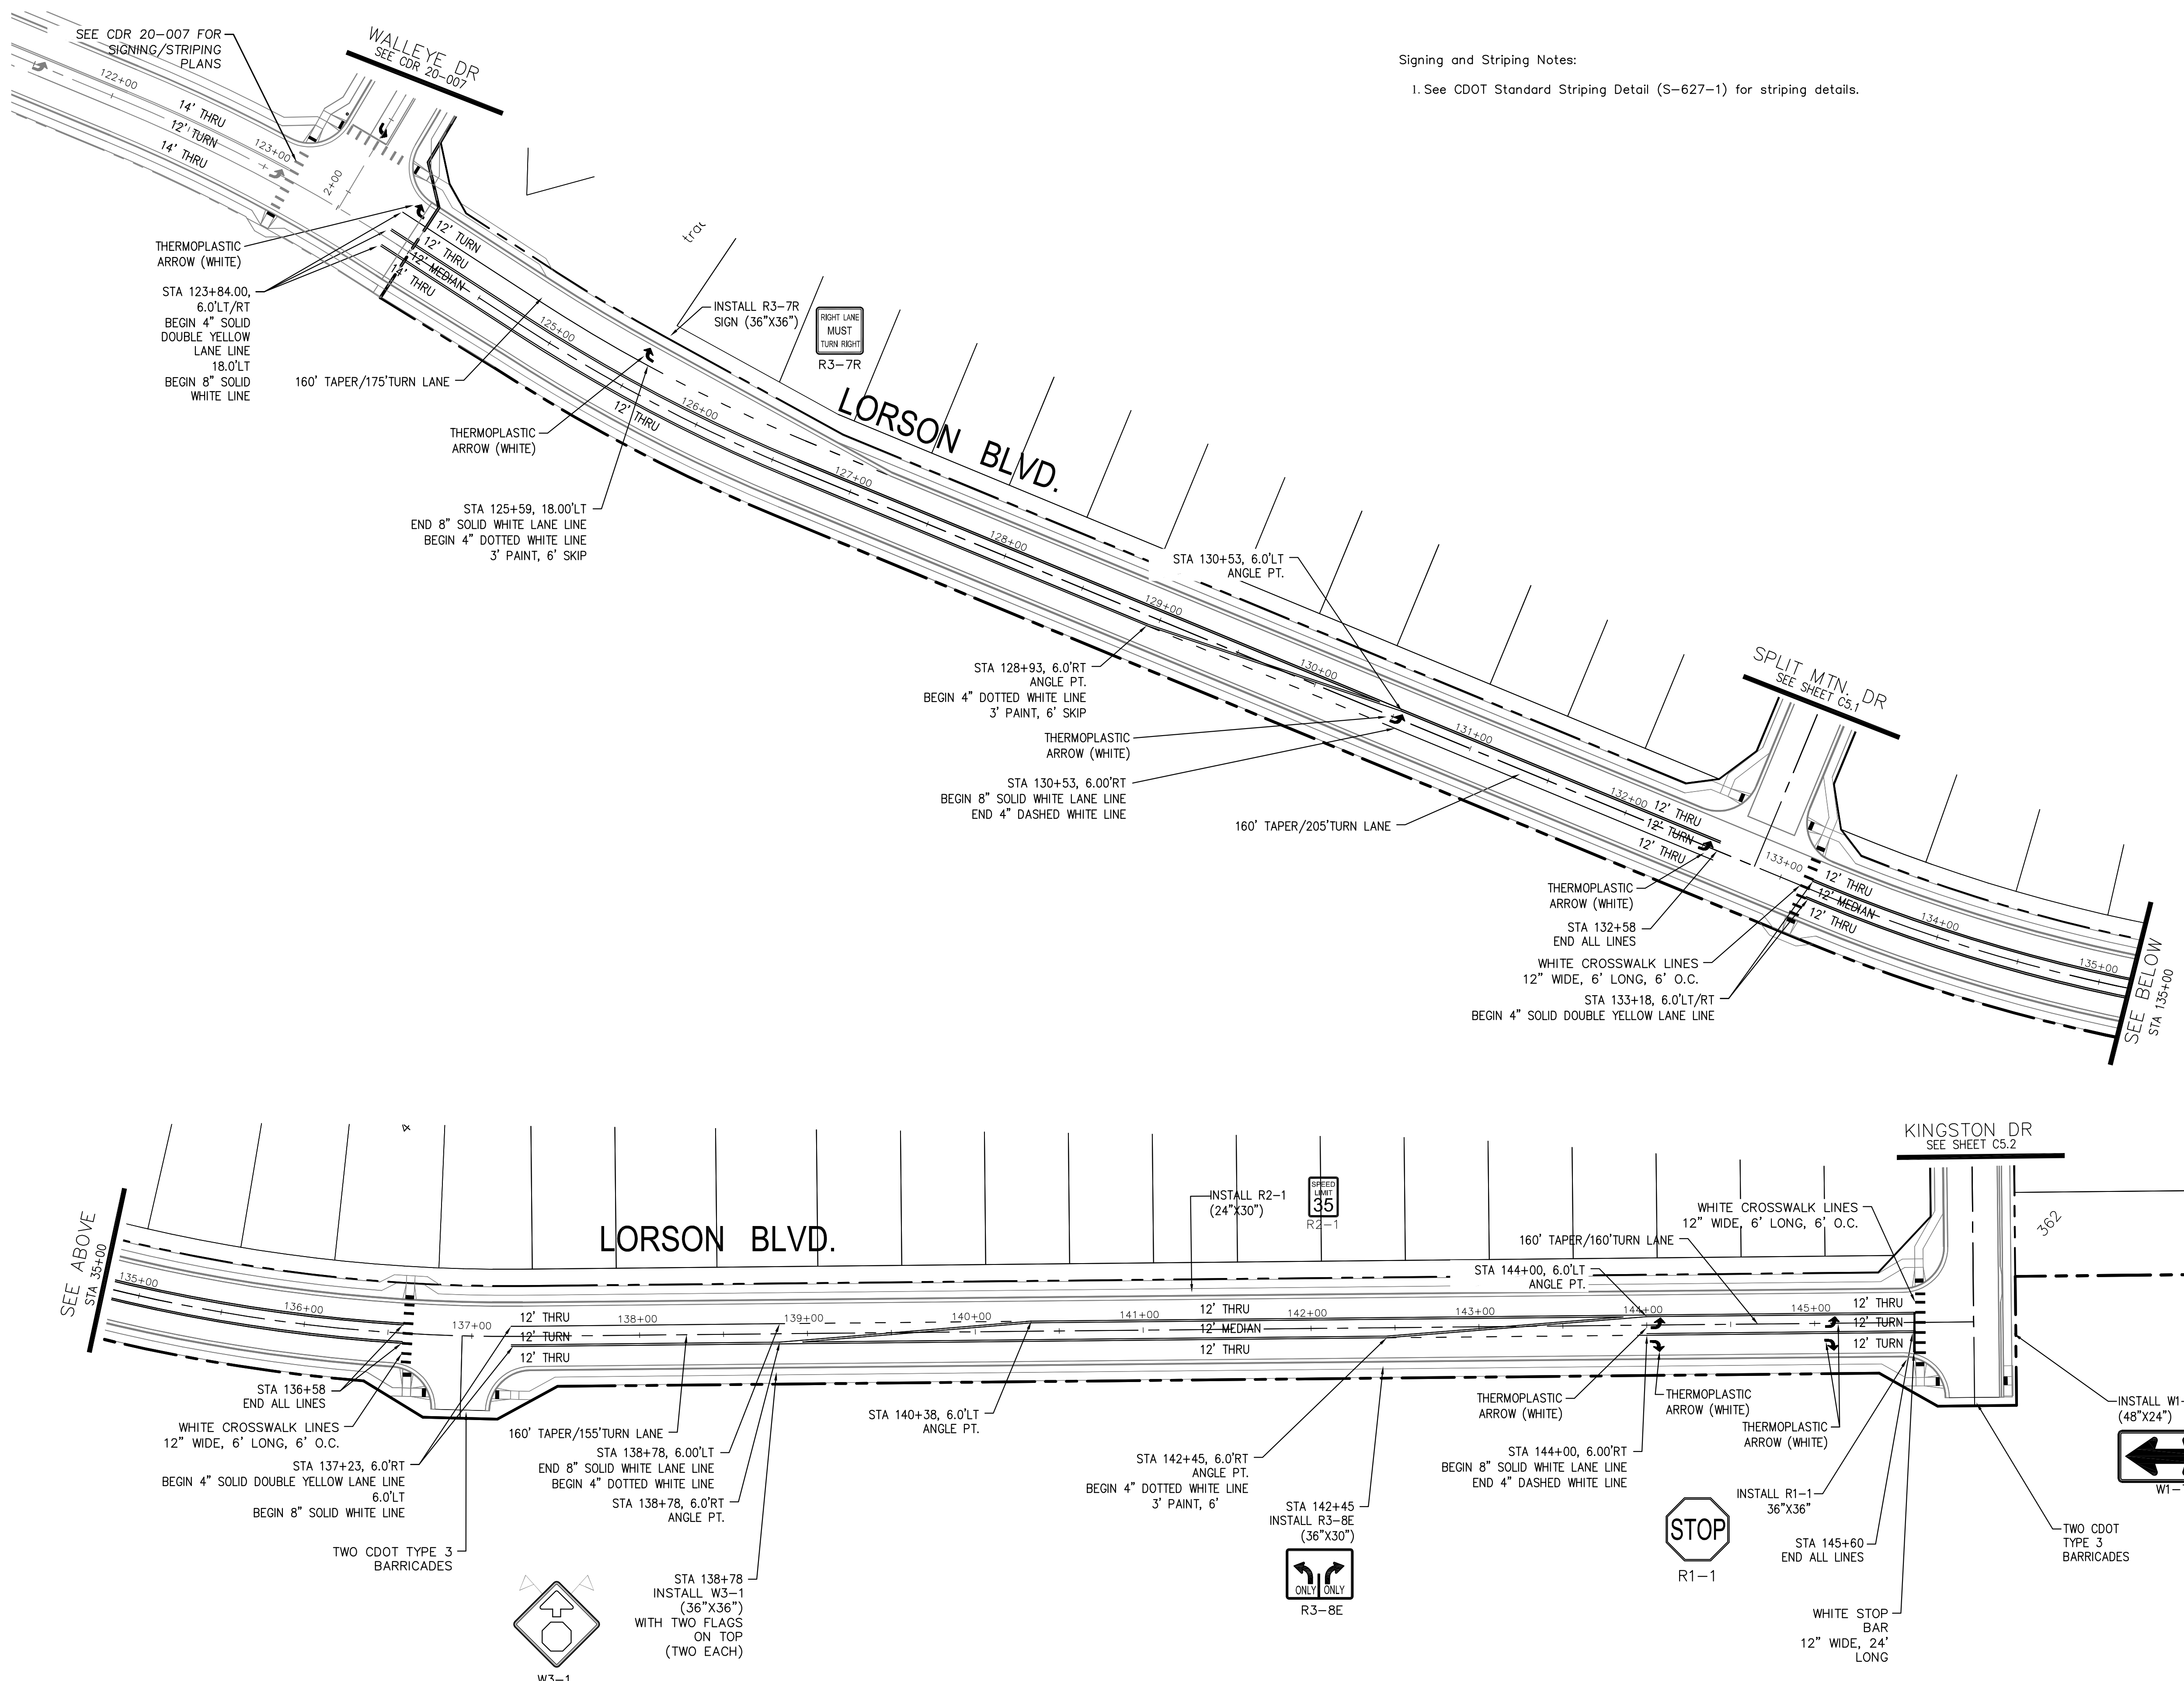 SEE CDR 20-007 FOR
SIGNING/STRIPING
PLANS
WALLEYE DR
SEE CDR 20-007
Signing and Striping Notes:
1. See CDOT Standard Striping Detail (S-627-1) for striping details.
122+00
14' THRU
12' TURN
14' THRU
123+00
2+00
THERMOPLASTIC
ARROW (WHITE)
STA 123+84.00,
6.0'LT/RT
BEGIN 4" SOLID
DOUBLE YELLOW
LANE LINE
18.0'LT
BEGIN 8" SOLID
WHITE LINE
12' TURN
12' THRU
12' MEDIAN
14' THRU
trac
INSTALL R3-7R
SIGN (36"X36")
RIGHT LANE
MUST
TURN RIGHT
R3-7R
125+00
160' TAPER/175'TURN LANE
THERMOPLASTIC
ARROW (WHITE)
12' THRU
126+00
LORSON BLVD.
STA 125+59, 18.00'LT
END 8" SOLID WHITE LANE LINE
BEGIN 4" DOTTED WHITE LINE
3' PAINT, 6' SKIP
127+00
128+00
STA 130+53, 6.0'LT
ANGLE PT.
129+00
STA 128+93, 6.0'RT
ANGLE PT.
BEGIN 4" DOTTED WHITE LINE
3' PAINT, 6' SKIP
130+00
THERMOPLASTIC
ARROW (WHITE)
STA 130+53, 6.00'RT
BEGIN 8" SOLID WHITE LANE LINE
END 4" DASHED WHITE LINE
131+00
160' TAPER/205'TURN LANE
SPLIT MTN. DR
SEE SHEET C5.1
132+00
12' THRU
12' TURN
12' THRU
133+00
THERMOPLASTIC
ARROW (WHITE)
STA 132+58
END ALL LINES
WHITE CROSSWALK LINES
12" WIDE, 6' LONG, 6' O.C.
STA 133+18, 6.0'LT/RT
BEGIN 4" SOLID DOUBLE YELLOW LANE LINE
12' THRU
12' MEDIAN
12' THRU
134+00
135+00
SEE BELOW
STA 135+00
SEE ABOVE
STA 35+00
135+00
136+00
LORSON BLVD.
INSTALL R2-1
(24"X30")
SPEED
LIMIT
35
R2-1
KINGSTON DR
SEE SHEET C5.2
WHITE CROSSWALK LINES
12" WIDE, 6' LONG, 6' O.C.
160' TAPER/160'TURN LANE
STA 144+00, 6.0'LT
ANGLE PT.
362
137+00
12' THRU
12' TURN
12' THRU
138+00
139+00
140+00
141+00
12' THRU
12' MEDIAN
12' THRU
142+00
143+00
144+00
145+00
12' THRU
12' TURN
12' TURN
STA 136+58
END ALL LINES
WHITE CROSSWALK LINES
12" WIDE, 6' LONG, 6' O.C.
STA 137+23, 6.0'RT
BEGIN 4" SOLID DOUBLE YELLOW LANE LINE
6.0'LT
BEGIN 8" SOLID WHITE LINE
TWO CDOT TYPE 3
BARRICADES
160' TAPER/155'TURN LANE
STA 138+78, 6.00'LT
END 8" SOLID WHITE LANE LINE
BEGIN 4" DOTTED WHITE LINE
STA 138+78, 6.0'RT
ANGLE PT.
STA 138+78
INSTALL W3-1
(36"X36")
WITH TWO FLAGS
ON TOP
(TWO EACH)
W3-1
STA 140+38, 6.0'LT
ANGLE PT.
STA 142+45, 6.0'RT
ANGLE PT.
BEGIN 4" DOTTED WHITE LINE
3' PAINT, 6'
STA 142+45
INSTALL R3-8E
(36"X30")
ONLY ONLY
R3-8E
THERMOPLASTIC
ARROW (WHITE)
THERMOPLASTIC
ARROW (WHITE)
THERMOPLASTIC
ARROW (WHITE)
STA 144+00, 6.00'RT
BEGIN 8" SOLID WHITE LANE LINE
END 4" DASHED WHITE LINE
STOP
R1-1
INSTALL R1-1
36"X36"
STA 145+60
END ALL LINES
WHITE STOP
BAR
12" WIDE, 24'
LONG
INSTALL W1-
(48"X24")
W1-
TWO CDOT
TYPE 3
BARRICADES